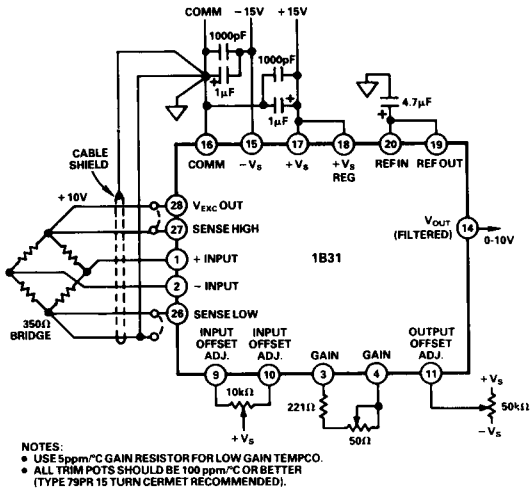 COMM −15V +15V
1000pF
1000pF
+
1μF
+
1μF
4.7μF
+
16 15 17 18 20 19
COMM −VS +VS +VS REG REF IN REF OUT
CABLE
SHIELD
+10V
28 VEXC OUT
27 SENSE HIGH
1 + INPUT
2 − INPUT
26 SENSE LOW
350Ω
BRIDGE
1B31
VOUT
(FILTERED)
14
0-10V
INPUT
OFFSET
ADJ.
INPUT
OFFSET
ADJ.
GAIN
GAIN
OUTPUT
OFFSET
ADJ.
9 10 3 4 11
10kΩ
+VS
221Ω
50Ω
+VS
50kΩ
−VS
NOTES:
• USE 5ppm/°C GAIN RESISTOR FOR LOW GAIN TEMPCO.
• ALL TRIM POTS SHOULD BE 100 ppm/°C OR BETTER
(TYPE 79PR 15 TURN CERMET RECOMMENDED).